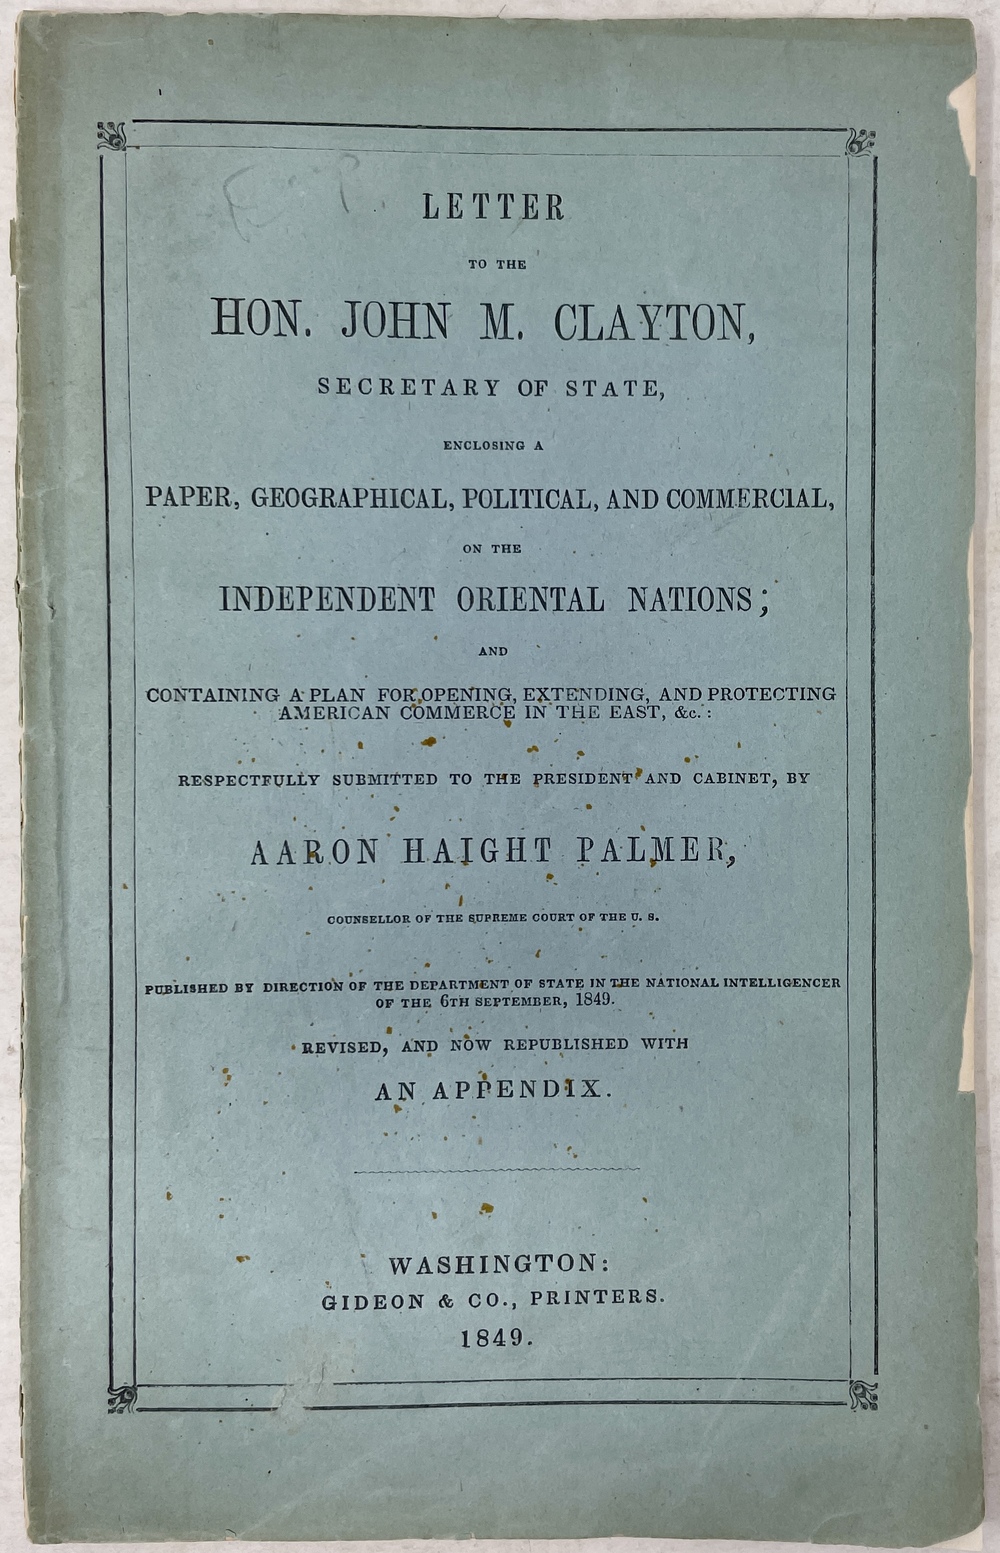 LETTER
TO THE
HON. JOHN M. CLAYTON,
SECRETARY OF STATE,
ENCLOSING A
PAPER, GEOGRAPHICAL, POLITICAL, AND COMMERCIAL,
ON THE
INDEPENDENT ORIENTAL NATIONS;
AND
CONTAINING A PLAN FOR OPENING, EXTENDING, AND PROTECTING
AMERICAN COMMERCE IN THE EAST, &c.:
RESPECTFULLY SUBMITTED TO THE PRESIDENT AND CABINET, BY
AARON HAIGHT PALMER,
COUNSELLOR OF THE SUPREME COURT OF THE U. S.
PUBLISHED BY DIRECTION OF THE DEPARTMENT OF STATE IN THE NATIONAL INTELLIGENCER
OF THE 6TH SEPTEMBER, 1849.
REVISED, AND NOW REPUBLISHED WITH
AN APPENDIX.
WASHINGTON:
GIDEON & CO., PRINTERS.
1849.